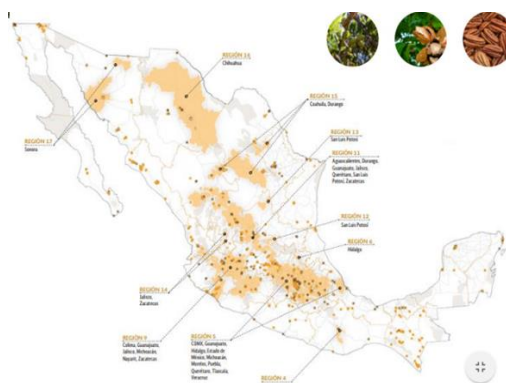 REGIÓN 16
Chihuahua
REGIÓN 15
Coahuila, Durango
REGIÓN 13
San Luis Potosí
REGIÓN 11
Aguascalientes, Durango,
Guanajuato, Jalisco,
Querétaro, San Luis
Potosí, Zacatecas
REGIÓN 17
Sonora
REGIÓN 12
San Luis Potosí
REGIÓN 6
Hidalgo
REGIÓN 14
Jalisco,
Zacatecas
REGIÓN 9
Colima, Guanajuato,
Jalisco, Michoacán,
Nayarit, Zacatecas
REGIÓN 5
CDMX, Guanajuato,
Hidalgo, Estado de
México, Michoacán,
Morelos, Puebla,
Querétaro, Tlaxcala,
Veracruz
REGIÓN 4